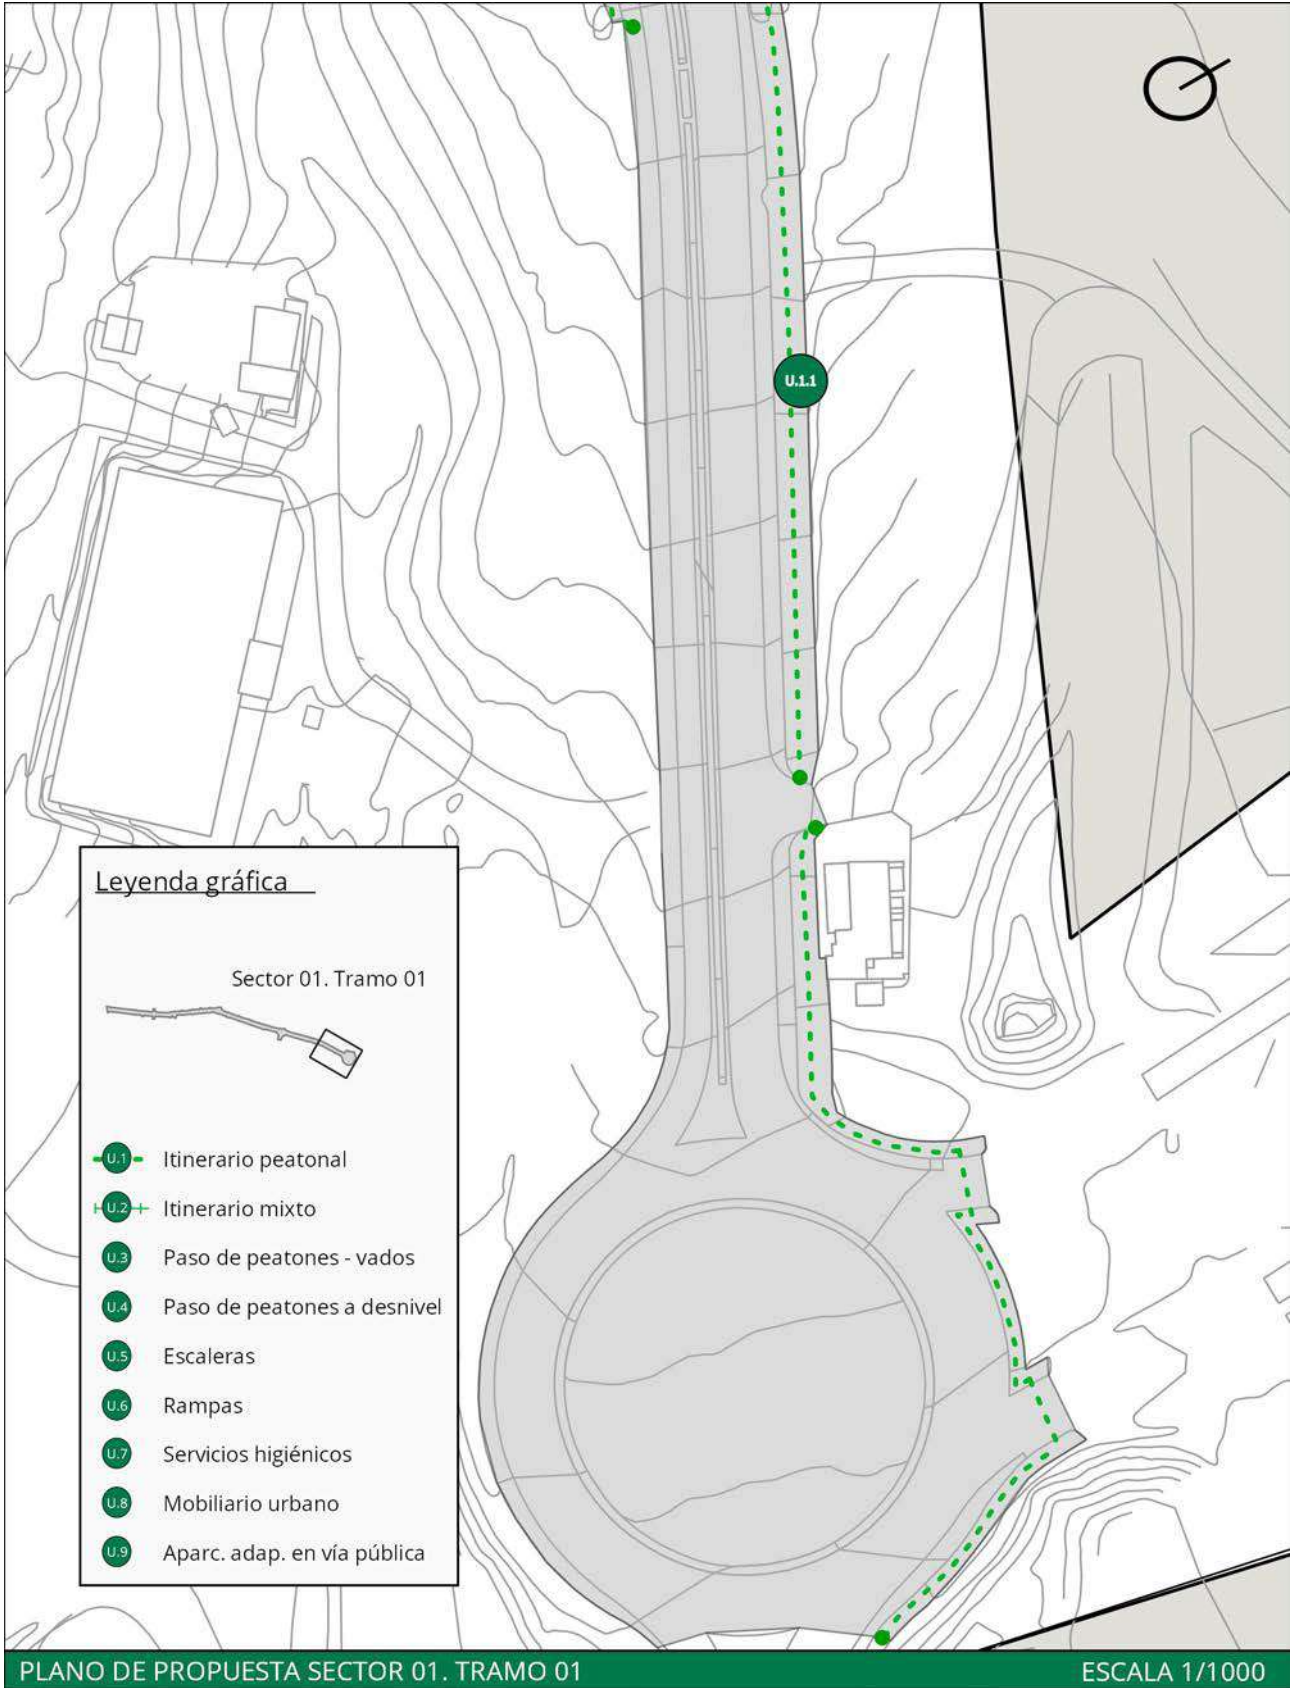 U.1.1
Leyenda gráfica
Sector 01. Tramo 01
U.1 Itinerario peatonal
U.2 Itinerario mixto
U.3 Paso de peatones - vados
U.4 Paso de peatones a desnivel
U.5 Escaleras
U.6 Rampas
U.7 Servicios higiénicos
U.8 Mobiliario urbano
U.9 Aparc. adap. en vía pública
PLANO DE PROPUESTA SECTOR 01. TRAMO 01 ESCALA 1/1000